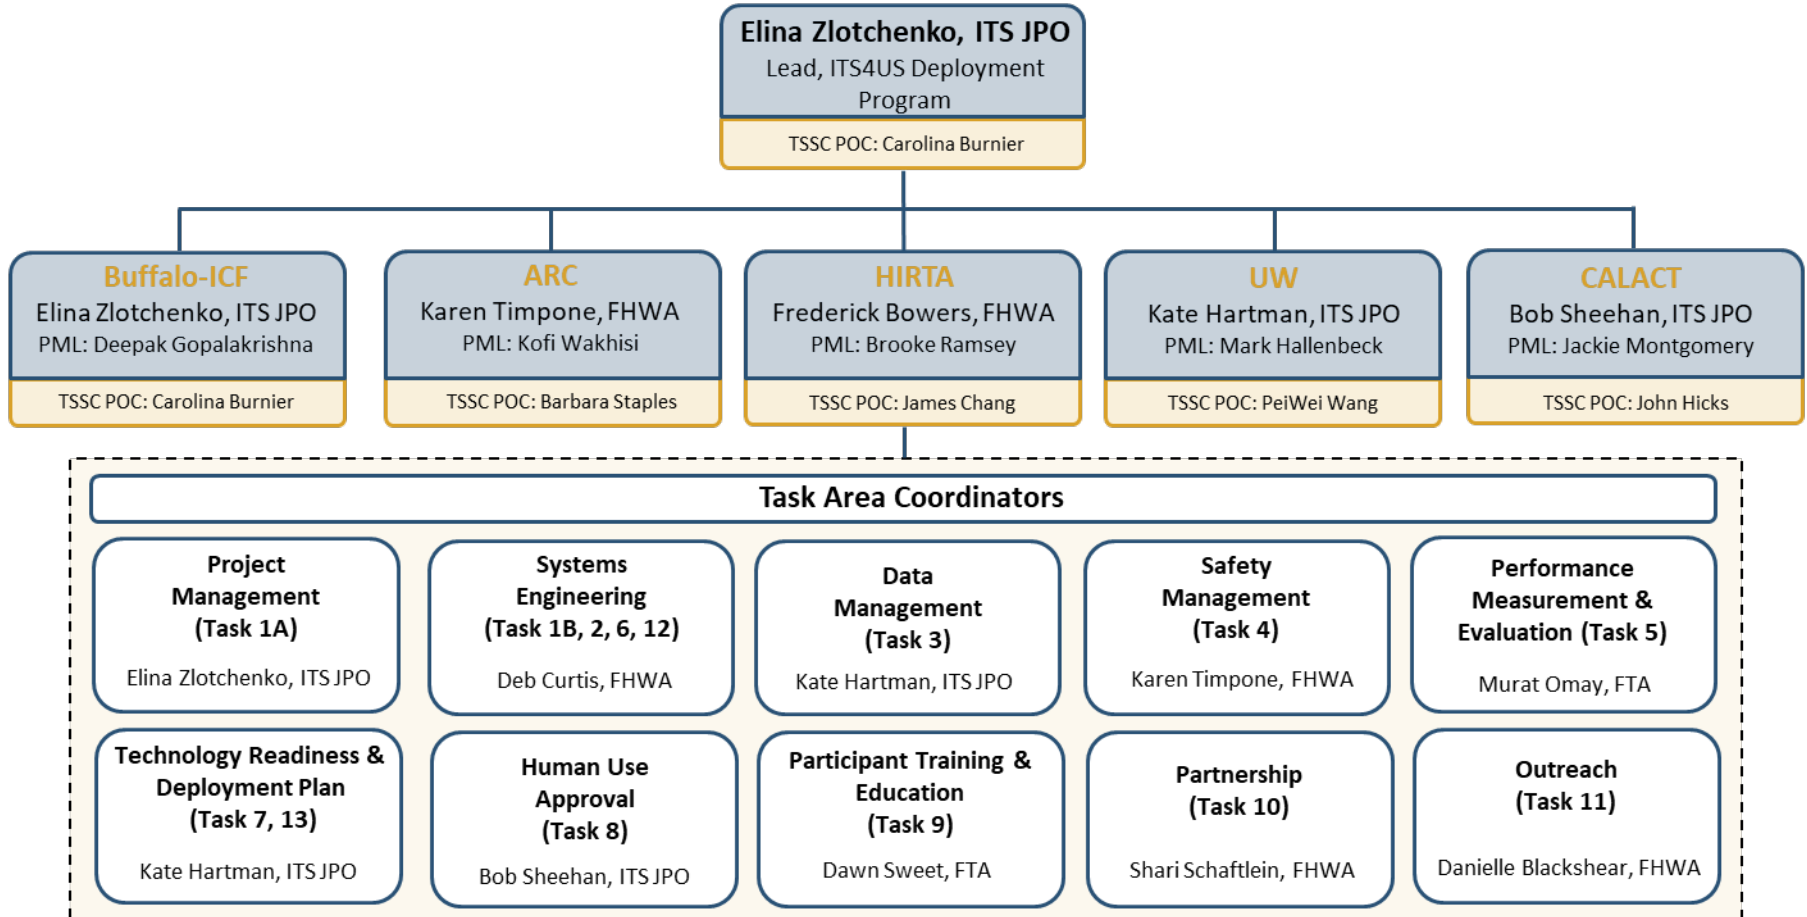 Elina Zlotchenko, ITS JPO
Lead, ITS4US Deployment
Program
TSSC POC: Carolina Burnier
Buffalo-ICF
Elina Zlotchenko, ITS JPO
PML: Deepak Gopalakrishna
TSSC POC: Carolina Burnier
ARC
Karen Timpone, FHWA
PML: Kofi Wakhisi
TSSC POC: Barbara Staples
HIRTA
Frederick Bowers, FHWA
PML: Brooke Ramsey
TSSC POC: James Chang
UW
Kate Hartman, ITS JPO
PML: Mark Hallenbeck
TSSC POC: PeiWei Wang
CALACT
Bob Sheehan, ITS JPO
PML: Jackie Montgomery
TSSC POC: John Hicks
Task Area Coordinators
Project
Management
(Task 1A)
Elina Zlotchenko, ITS JPO
Systems
Engineering
(Task 1B, 2, 6, 12)
Deb Curtis, FHWA
Data
Management
(Task 3)
Kate Hartman, ITS JPO
Safety
Management
(Task 4)
Karen Timpone, FHWA
Performance
Measurement &
Evaluation (Task 5)
Murat Omay, FTA
Technology Readiness &
Deployment Plan
(Task 7, 13)
Kate Hartman, ITS JPO
Human Use
Approval
(Task 8)
Bob Sheehan, ITS JPO
Participant Training &
Education
(Task 9)
Dawn Sweet, FTA
Partnership
(Task 10)
Shari Schaftlein, FHWA
Outreach
(Task 11)
Danielle Blackshear, FHWA